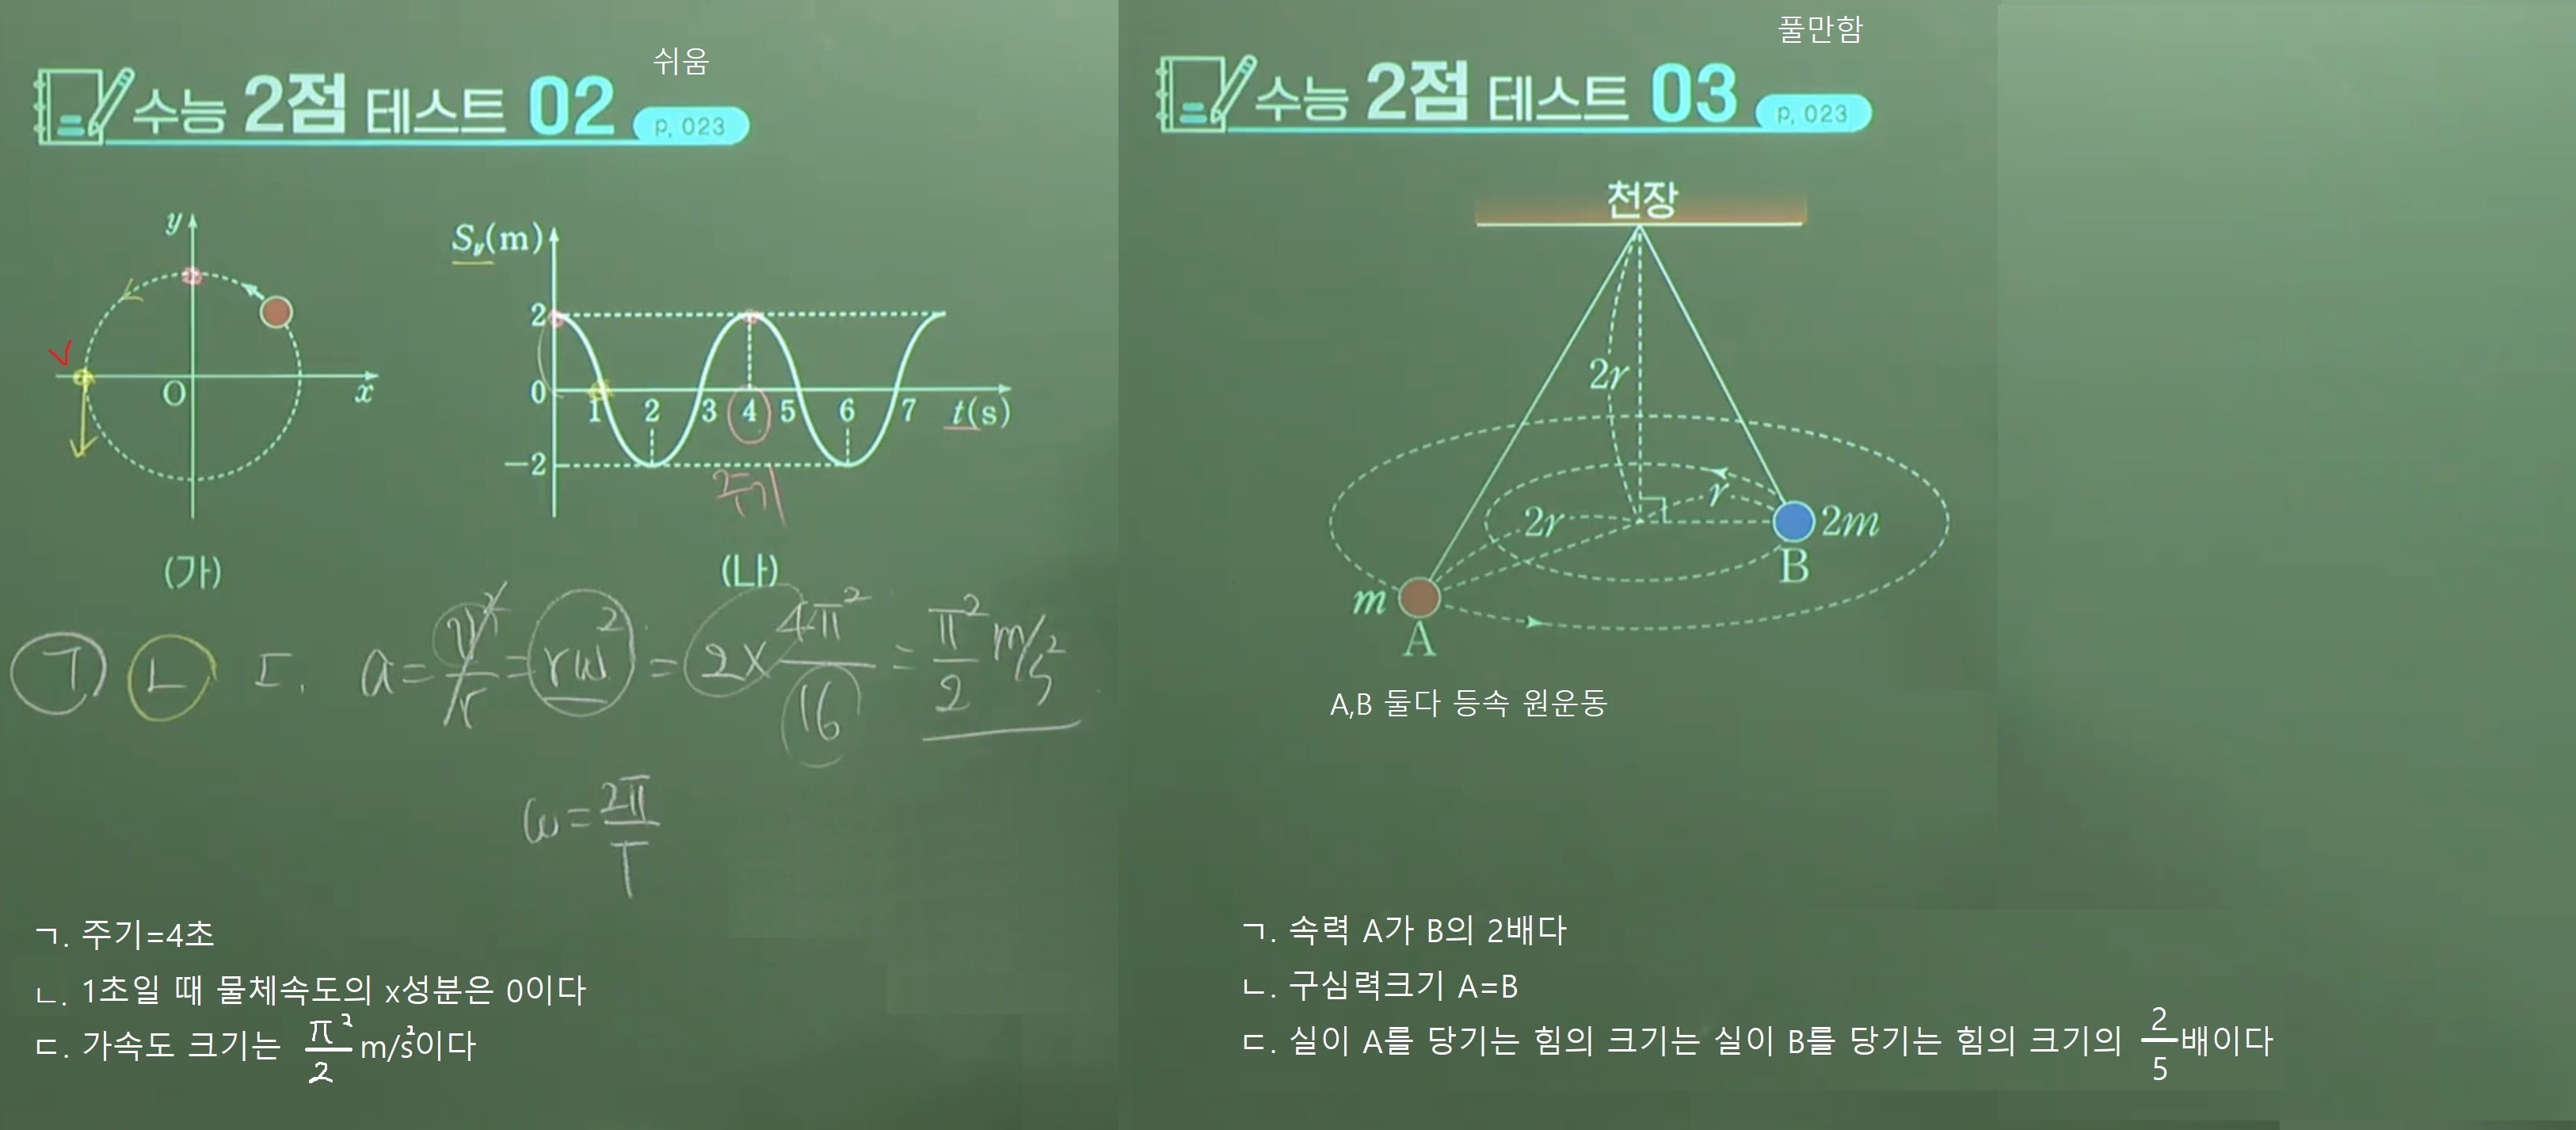 쉬움
수능 2점 테스트 02 p. 023
y
Sy(m)
2
0
-2
1 2 3 4 5 6 7 t(s)
O
x
주기
(가)
(나)
ㄱ ㄴ ㄷ. a = v²/r = rω² = 2 × 4π²/16 = π²/2 m/s²
ω = 2π/T
ㄱ. 주기=4초
ㄴ. 1초일 때 물체속도의 x성분은 0이다
ㄷ. 가속도 크기는 π²/2 m/s²이다
풀만함
수능 2점 테스트 03 p. 023
천장
2r
r
2r
2m
B
m
A
A,B 둘다 등속 원운동
ㄱ. 속력 A가 B의 2배다
ㄴ. 구심력크기 A=B
ㄷ. 실이 A를 당기는 힘의 크기는 실이 B를 당기는 힘의 크기의 2/5배이다